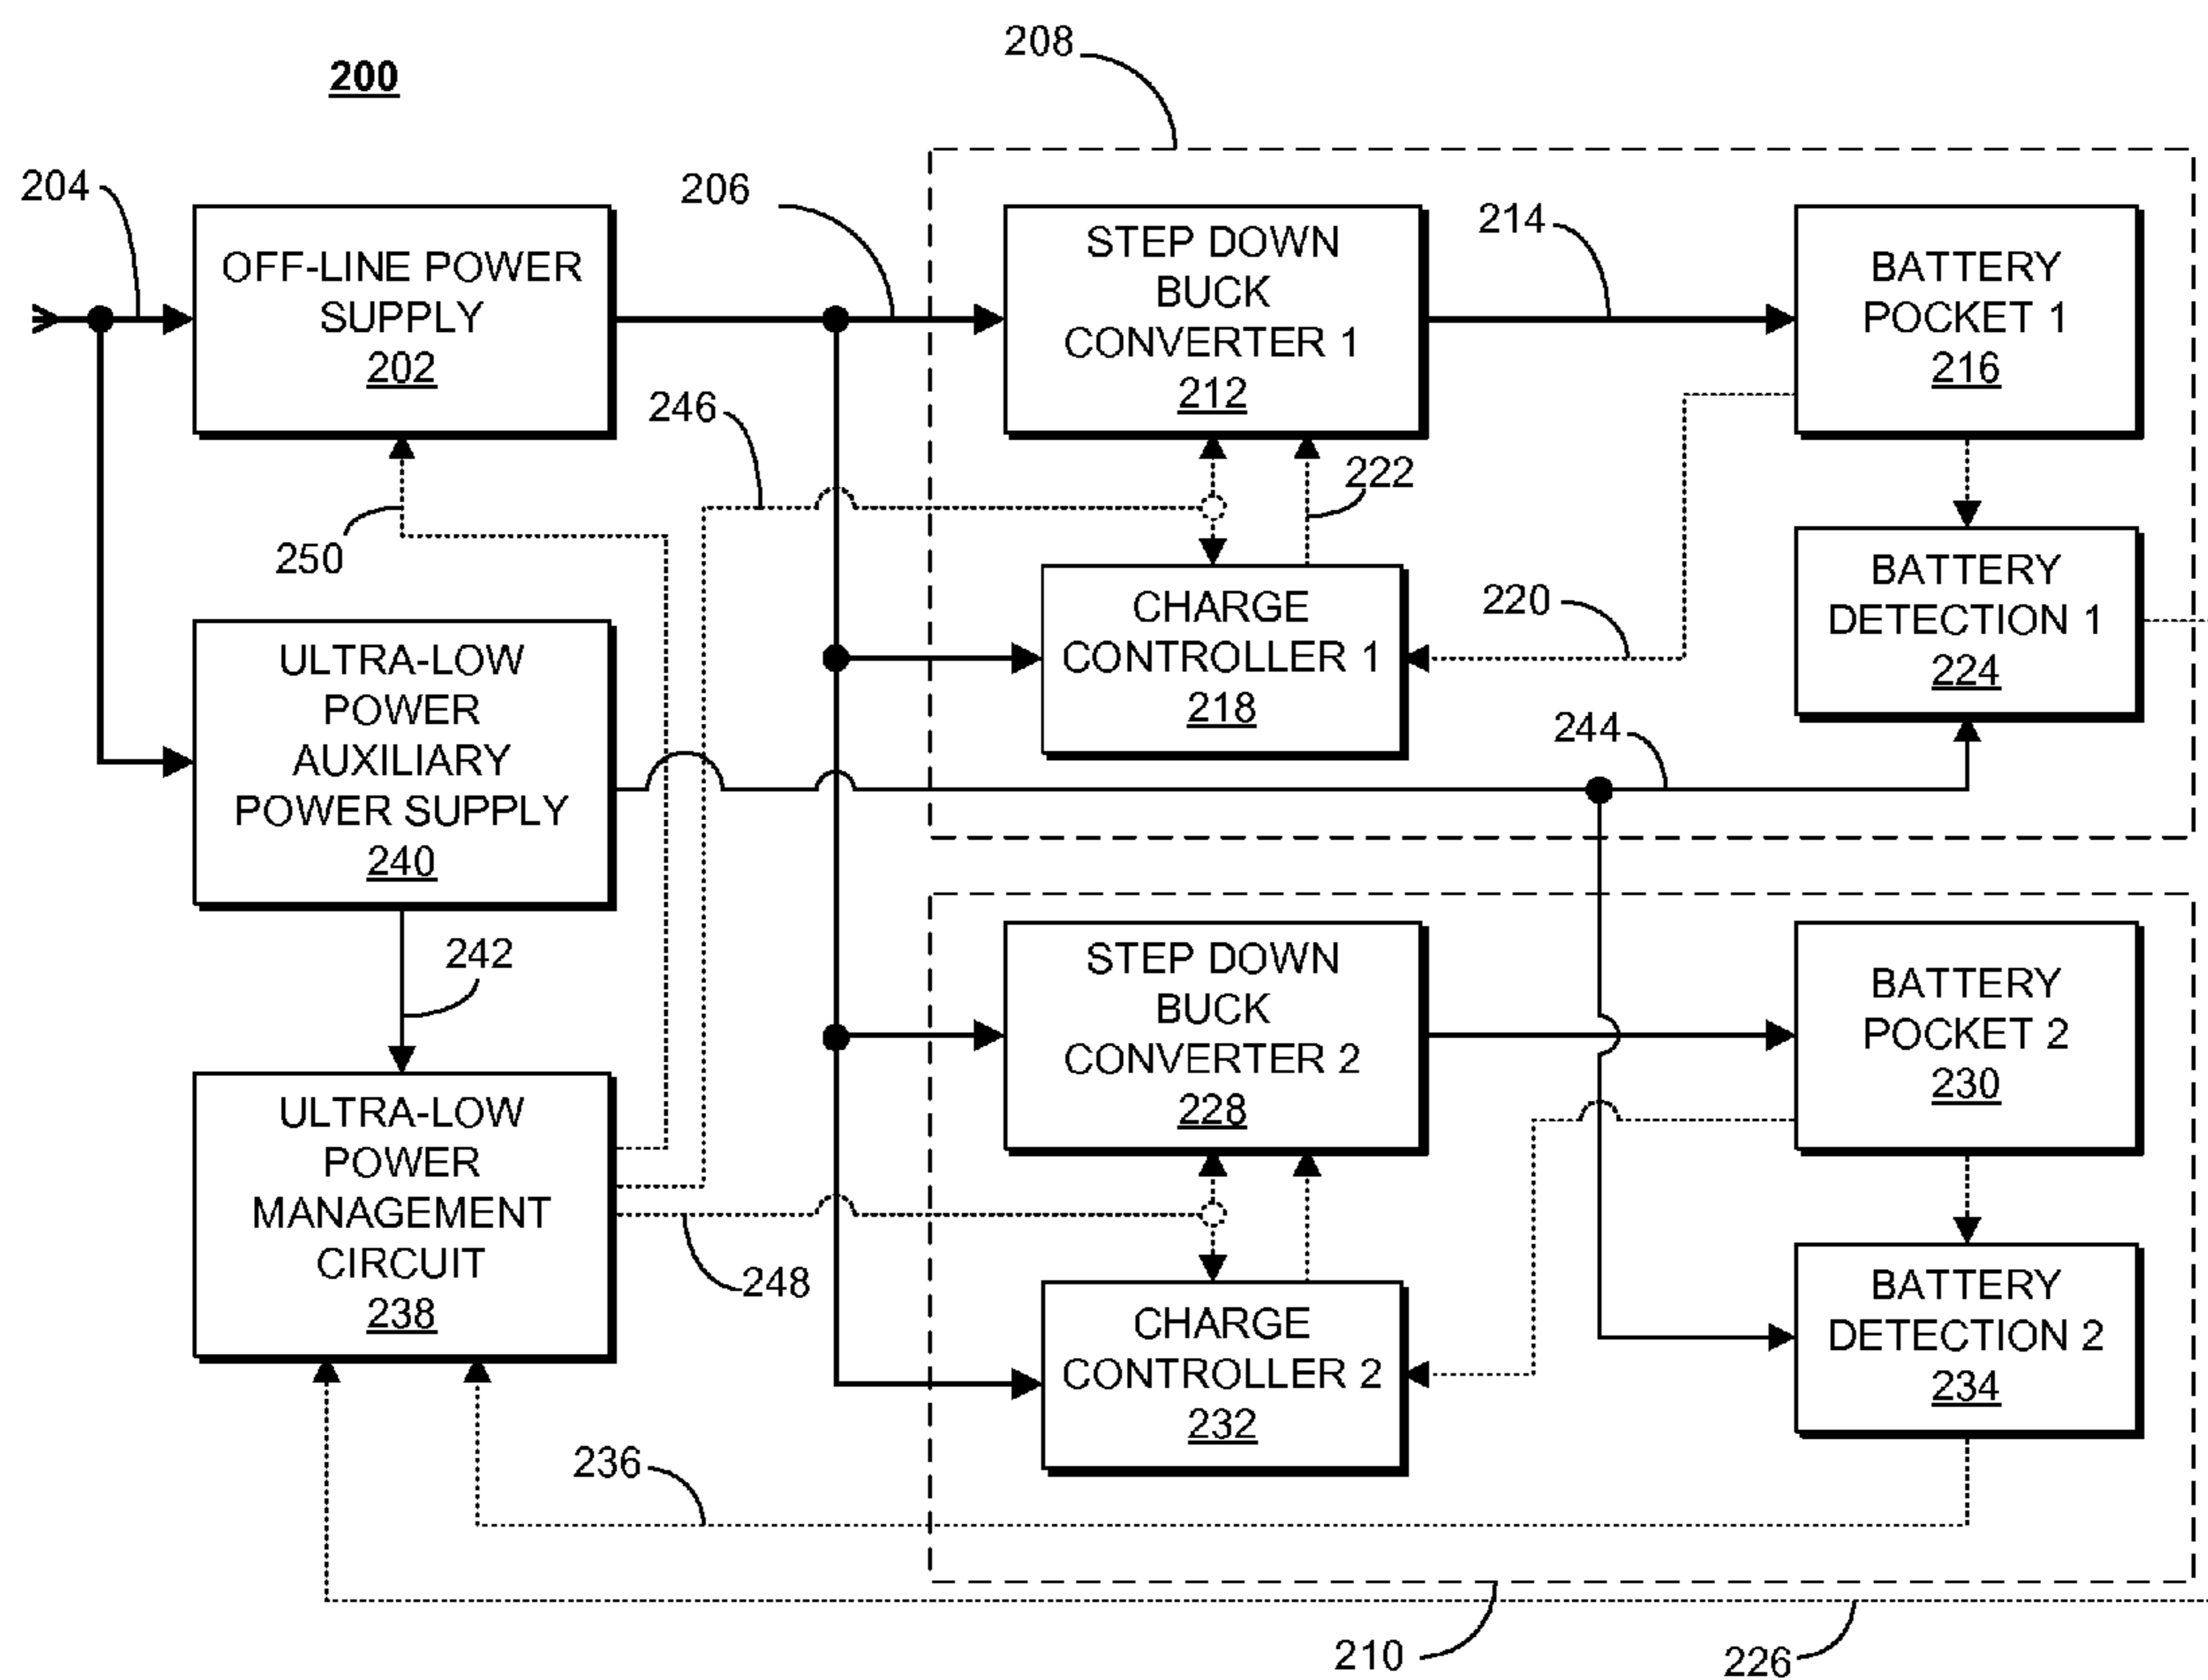 200
208
204
206
214
OFF-LINE POWER
SUPPLY
202
STEP DOWN
BUCK
CONVERTER 1
212
BATTERY
POCKET 1
216
246
222
250
220
CHARGE
CONTROLLER 1
218
BATTERY
DETECTION 1
224
ULTRA-LOW
POWER
AUXILIARY
POWER SUPPLY
240
244
242
STEP DOWN
BUCK
CONVERTER 2
228
BATTERY
POCKET 2
230
ULTRA-LOW
POWER
MANAGEMENT
CIRCUIT
238
248
CHARGE
CONTROLLER 2
232
BATTERY
DETECTION 2
234
236
210
226